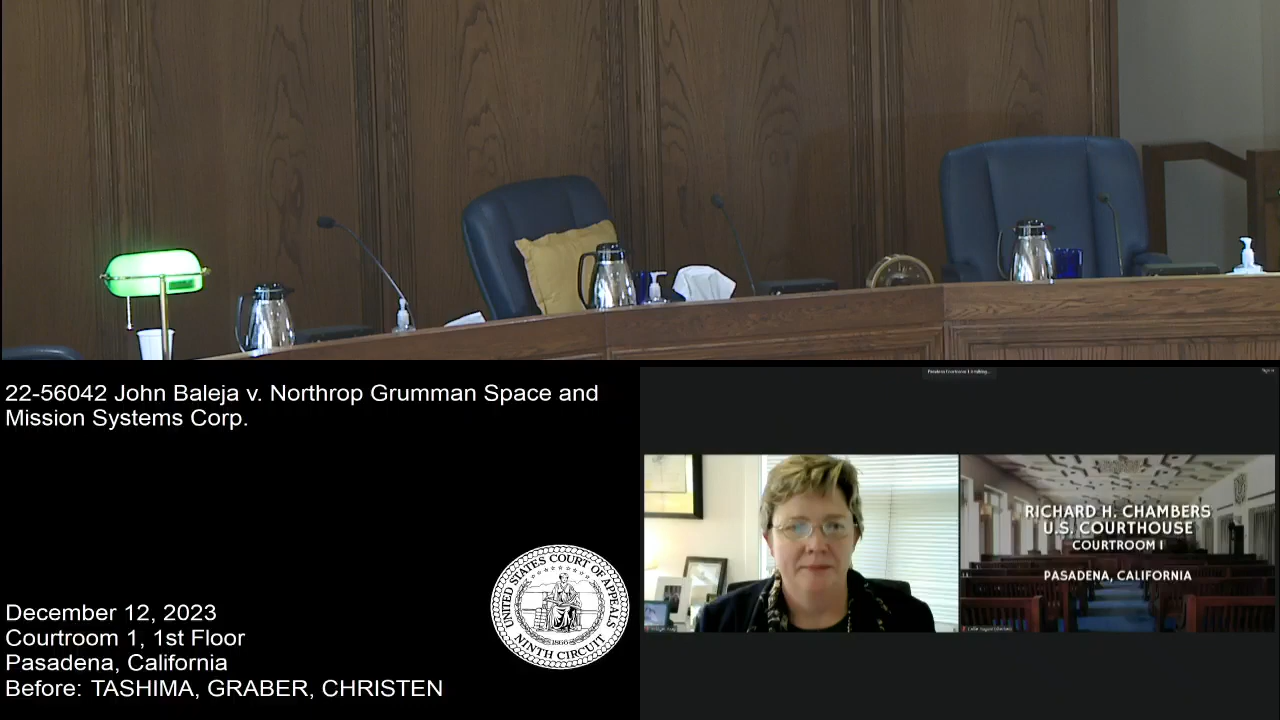 22-56042 John Baleja v. Northrop Grumman Space and
Mission Systems Corp.
RICHARD H. CHAMBERS
U.S. COURTHOUSE
COURTROOM 1
PASADENA, CALIFORNIA
UNITED STATES COURT OF APPEALS
NINTH CIRCUIT
December 12, 2023
Courtroom 1, 1st Floor
Pasadena, California
Before: TASHIMA, GRABER, CHRISTEN